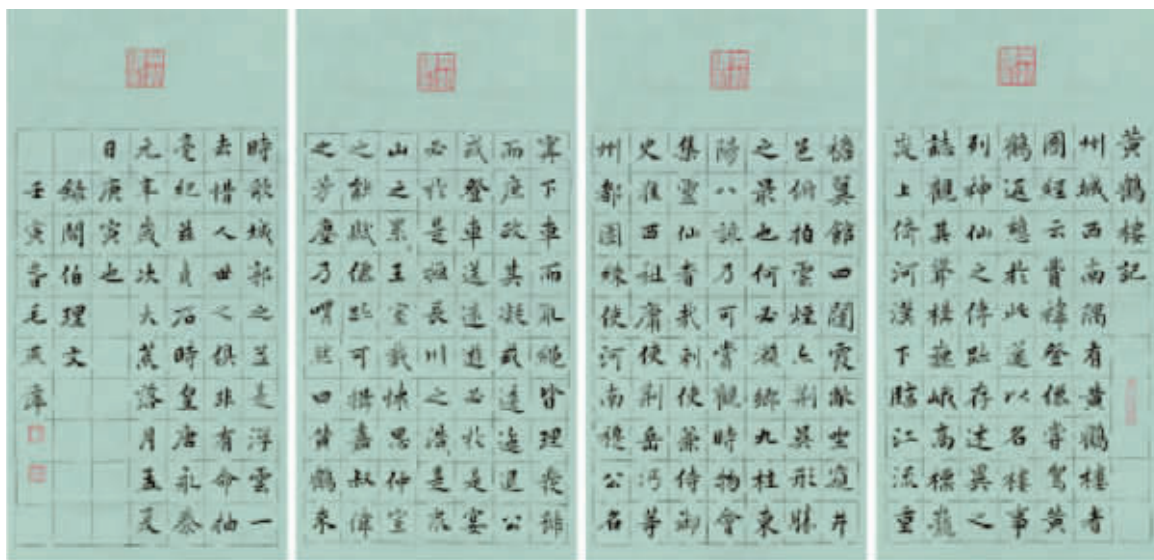 黃鶴樓記
州城西南隅有黃鶴樓者
圖經云費禕登僊嘗駕黃
鶴返憩於此遂以名樓事
列神仙之傳跡存述異之
誌觀其聳構巍峨高標巃
嵸上倚河漢下臨江流重
檐翼館四闥霞敞坐窺井
邑俯拍雲煙亦荊吳形勝
之最也何必瀨鄉九柱東
陽八詠乃可賞觀時物會
集靈仙者哉刺使兼侍御
史淮西租庸使荊岳沔等
州都團練使河南穆公名
寧下車而亂繩皆理發號
而庶政其凝或逶迤退公
或登車送遠遊必於是宴
必於是極長川之浩見眾
山之累王室載懷思仲宣
之能賦僊跡可揖嘉叔偉
之芳塵乃喟然曰黃鶴來
時歌城郭之並是浮雲一
去惜人世之俱非有命抽
毫紀茲貞石時皇唐永泰
元年歲次大荒落月孟夏
日庚寅也
錄閻伯理文
壬寅春毛燕萍